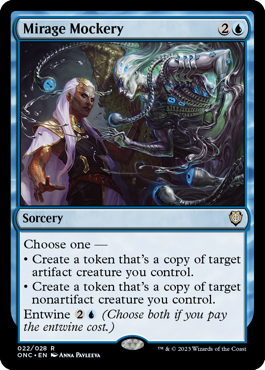 Mirage Mockery 2
Sorcery
Choose one —
• Create a token that's a copy of target
artifact creature you control.
• Create a token that's a copy of target
nonartifact creature you control.
Entwine 2 (Choose both if you pay
the entwine cost.)
022/028 R
ONC • EN Anna Pavleeva ™ & © 2023 Wizards of the Coast